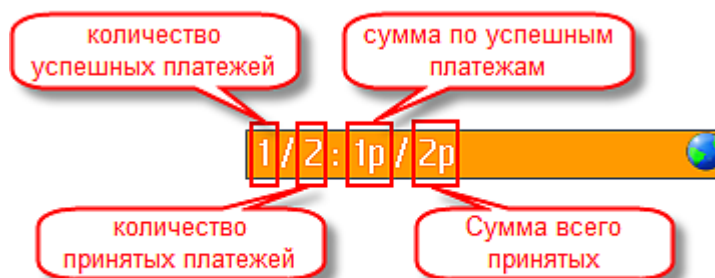 количество
успешных платежей
сумма по успешным
платежам
1 / 2 : 1р / 2р
количество
принятых платежей
Сумма всего
принятых